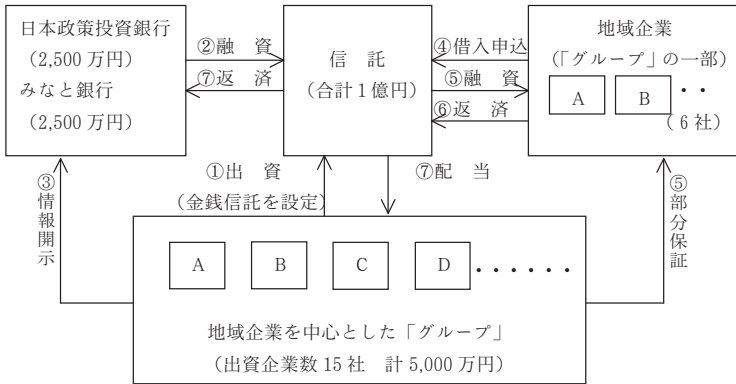 日本政策投資銀行
（2,500 万円）
みなと銀行
（2,500 万円）
②融　資
⑦返　済
信　託
（合計１億円）
④借入申込
⑤融　資
⑥返　済
地域企業
（「グループ」の一部）
A
B
・・
（ 6 社）
③情報開示
①出　資
（金銭信託を設定）
⑦配　当
⑤部分保証
A
B
C
D
・・・・・・
地域企業を中心とした「グループ」
（出資企業数 15 社　計 5,000 万円）